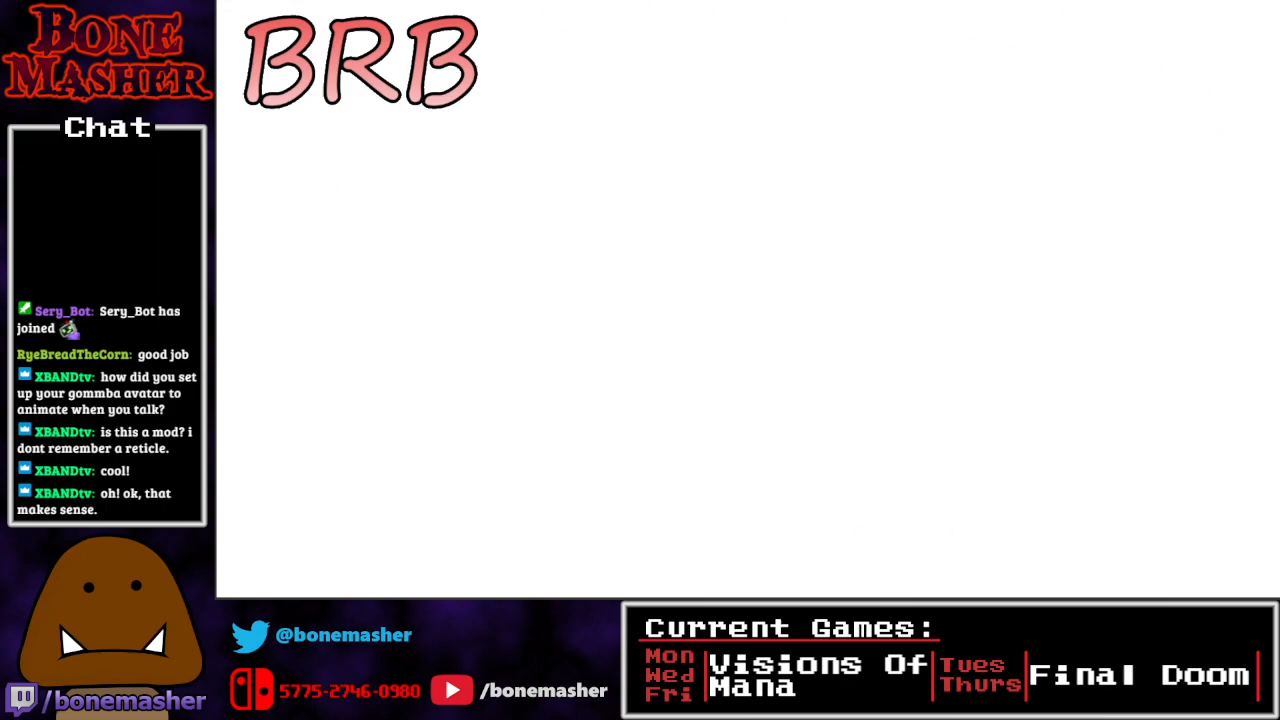 BONE
MASHER
BRB
Chat
Sery_Bot: Sery_Bot has
joined
RyeBreadTheCorn: good job
XBANDtv: how did you set
up your gommba avatar to
animate when you talk?
XBANDtv: is this a mod? i
dont remember a reticle.
XBANDtv: cool!
XBANDtv: oh! ok, that
makes sense.
/bonemasher
@bonemasher
5775-2746-0980
/bonemasher
Current Games:
Mon
Wed
Fri
Visions Of
Mana
Tues
Thurs
Final Doom